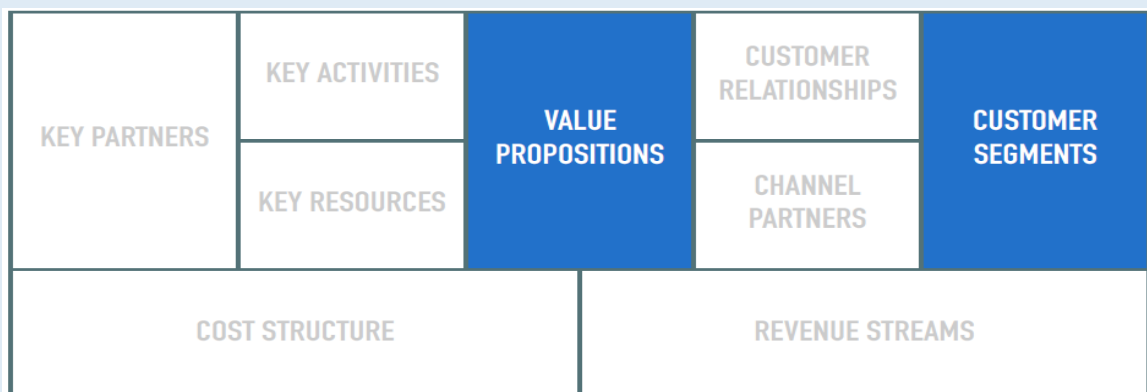 KEY PARTNERS
KEY ACTIVITIES
KEY RESOURCES
VALUE
PROPOSITIONS
CUSTOMER
RELATIONSHIPS
CHANNEL
PARTNERS
CUSTOMER
SEGMENTS
COST STRUCTURE
REVENUE STREAMS